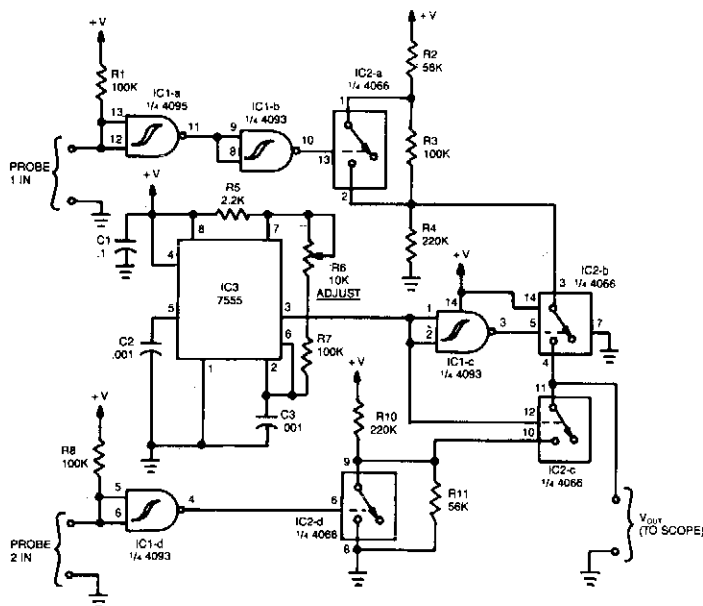 +V
+V
R1
100K
IC1-a
1/4 4095
13
12
11
IC1-b
1/4 4093
9
8
10
IC2-a
1/4 4066
1
13
2
R2
56K
R3
100K
R4
220K
PROBE
1 IN
+V
R5
2.2K
C1
.1
8
7
4
5
3
6
2
1
IC3
7555
R6
10K
ADJUST
R7
100K
C2
.001
C3
.001
+V
14
1
2
3
IC1-c
1/4 4093
IC2-b
1/4 4066
3
14
5
7
4
11
12
10
IC2-c
1/4 4066
+V
R8
100K
5
6
4
IC1-d
1/4 4093
PROBE
2 IN
+V
R10
220K
9
6
8
IC2-d
1/4 4066
R11
56K
VOUT
(TO SCOPE)